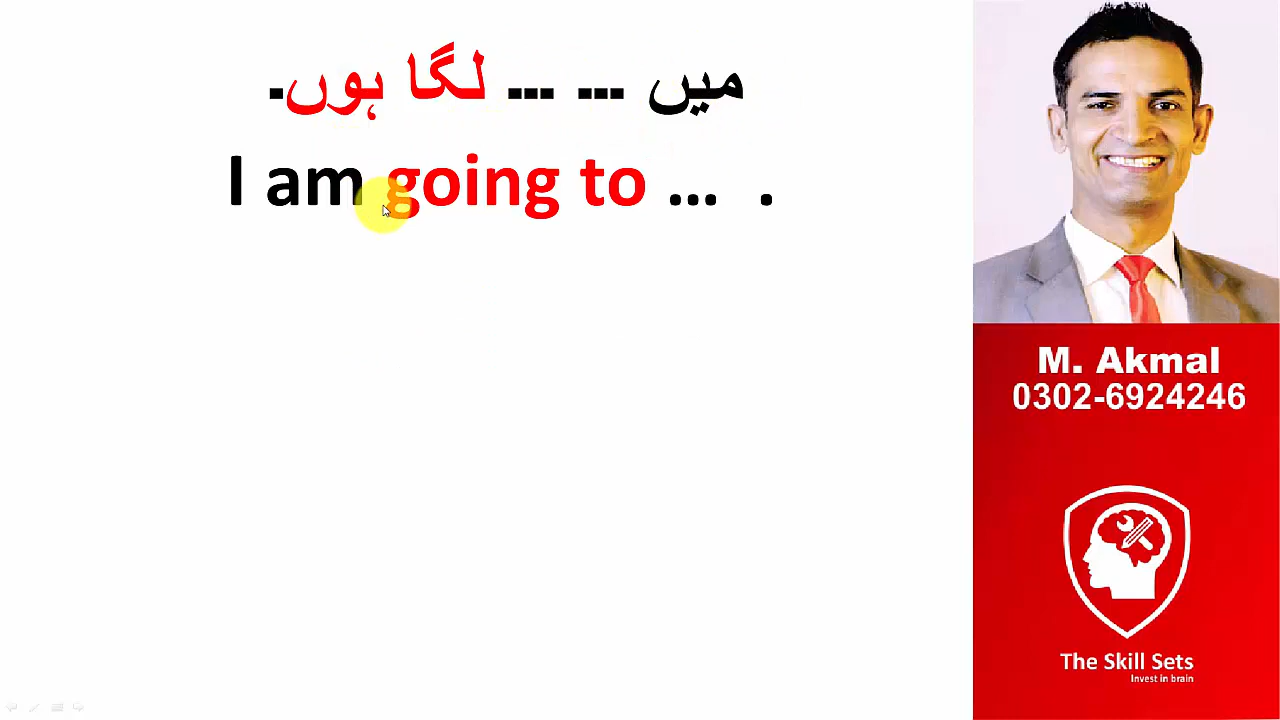 میں ... ... لگا ہوں۔
I am going to ... .
M. Akmal
0302-6924246
The Skill Sets
Invest in brain